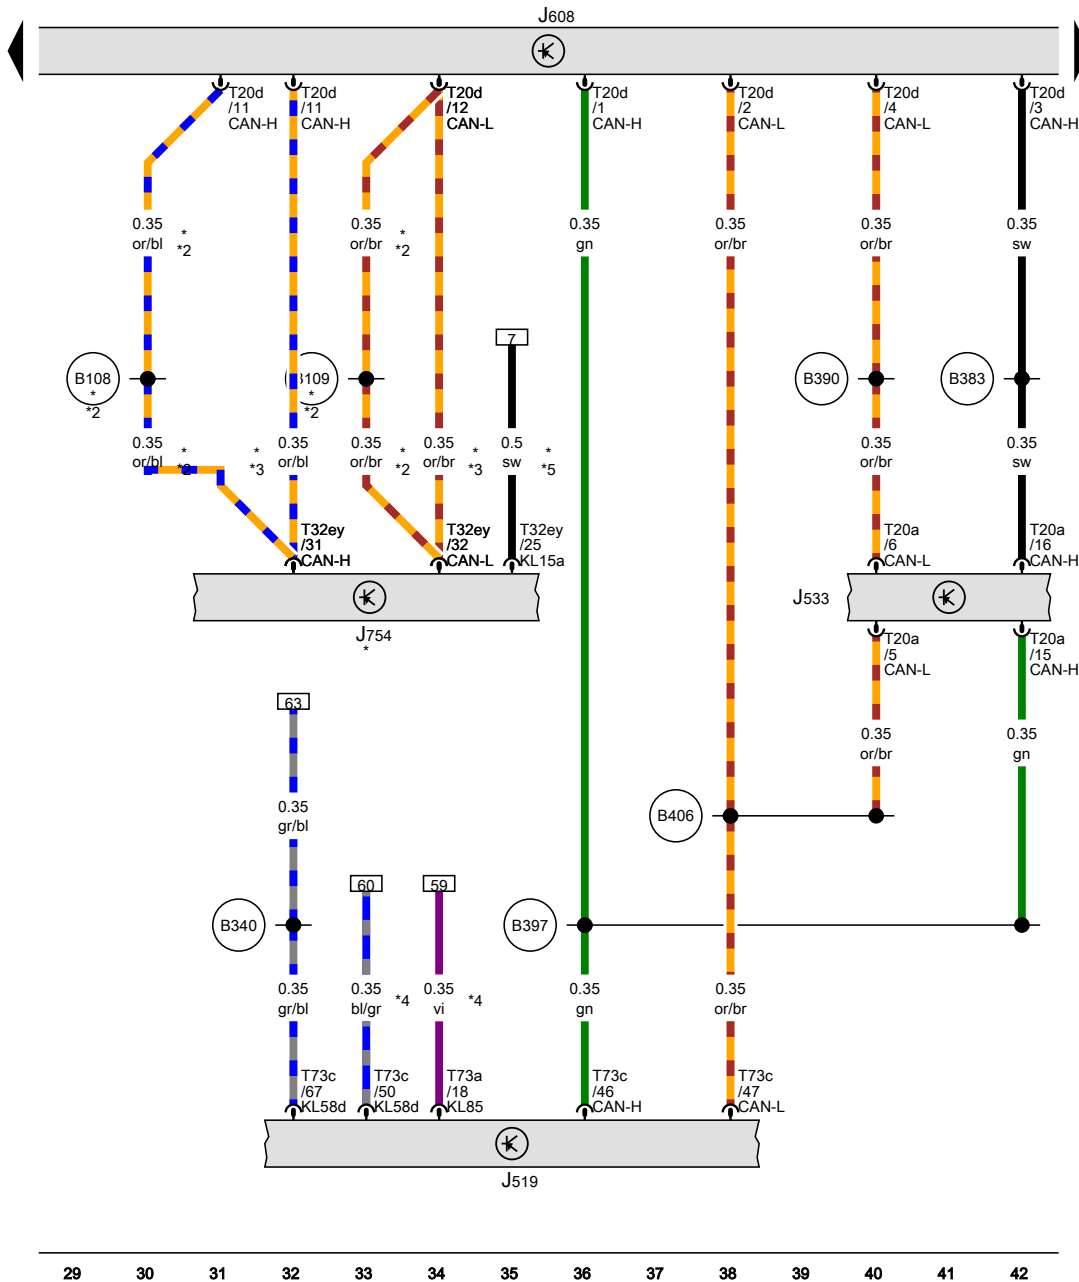 J608
T20d
/11
CAN-H
T20d
/11
CAN-H
T20d
/12
CAN-L
T20d
/1
CAN-H
T20d
/2
CAN-L
T20d
/4
CAN-L
T20d
/3
CAN-H
0.35
or/bl
*
*2
0.35
or/br
*
*2
0.35
gn
0.35
or/br
0.35
or/br
0.35
sw
7
B108
*
*2
B109
*
*2
B390
B383
0.35
or/bl
*
*2
*
*3
0.35
or/bl
0.35
or/br
*
*2
0.35
or/br
*
*3
0.5
sw
*
*5
0.35
or/br
0.35
sw
T32ey
/31
CAN-H
T32ey
/32
CAN-L
T32ey
/25
KL15a
T20a
/6
CAN-L
T20a
/16
CAN-H
J533
J754
*
T20a
/5
CAN-L
T20a
/15
CAN-H
63
0.35
or/br
0.35
gn
0.35
gr/bl
B406
60
59
B340
B397
0.35
gr/bl
0.35
bl/gr
*4
0.35
vi
*4
0.35
gn
0.35
or/br
T73c
/67
KL58d
T73c
/50
KL58d
T73a
/18
KL85
T73c
/46
CAN-H
T73c
/47
CAN-L
J519
29 30 31 32 33 34 35 36 37 38 39 40 41 42